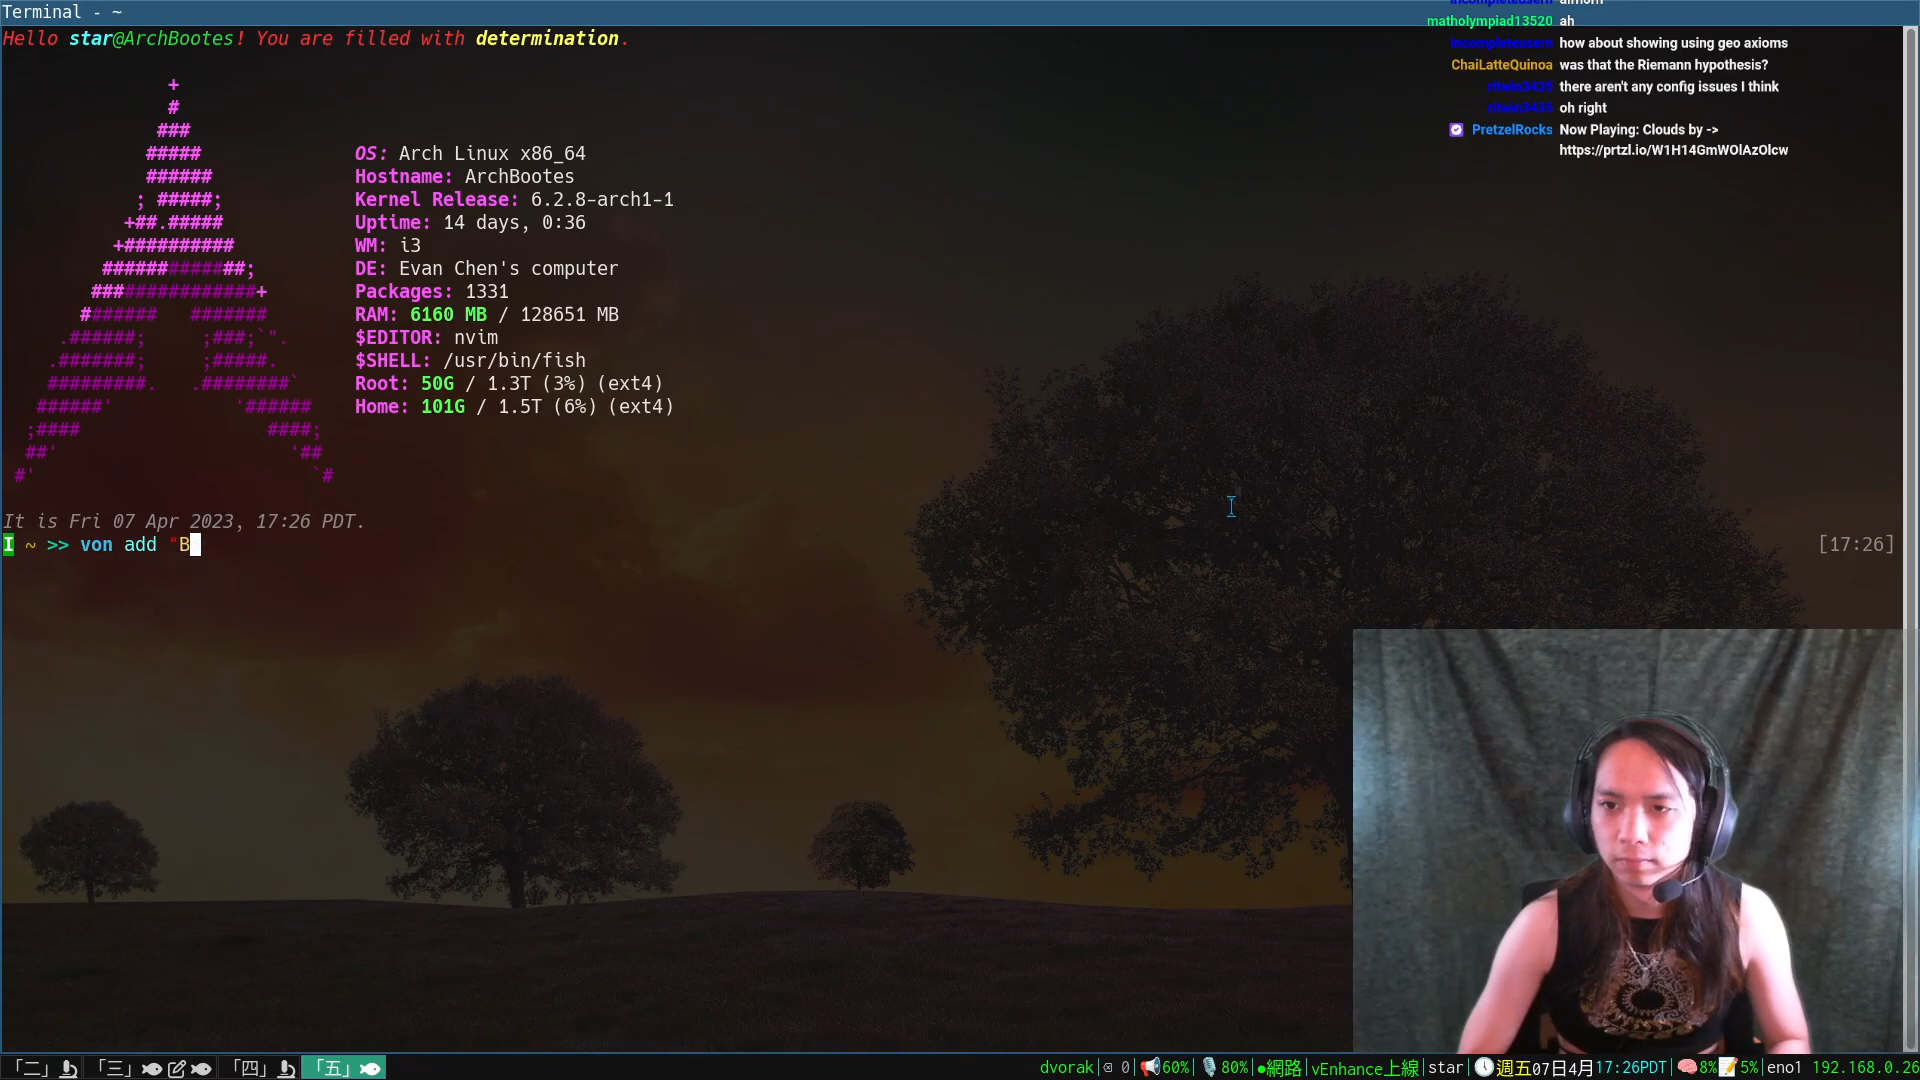 Terminal - ~
Hello star@ArchBootes! You are filled with determination.
OS: Arch Linux x86_64
Hostname: ArchBootes
Kernel Release: 6.2.8-arch1-1
Uptime: 14 days, 0:36
WM: i3
DE: Evan Chen's computer
Packages: 1331
RAM: 6160 MB / 128651 MB
$EDITOR: nvim
$SHELL: /usr/bin/fish
Root: 50G / 1.3T (3%) (ext4)
Home: 101G / 1.5T (6%) (ext4)
It is Fri 07 Apr 2023, 17:26 PDT.
I ~ >> von add "B
[17:26]
matholympiad13520 ah
how about showing using geo axioms
ChaiLatteQuinoa was that the Riemann hypothesis?
ritwin3435 there aren't any config issues I think
ritwin3435 oh right
PretzelRocks Now Playing: Clouds by ->
https://prtzl.io/W1H14GmWOlAzOlcw
「二」 「三」 「四」 「五」
dvorak 0 60% 80% 網路 vEnhance上線 star 週五07日4月17:26PDT 8% 5% eno1 192.168.0.26